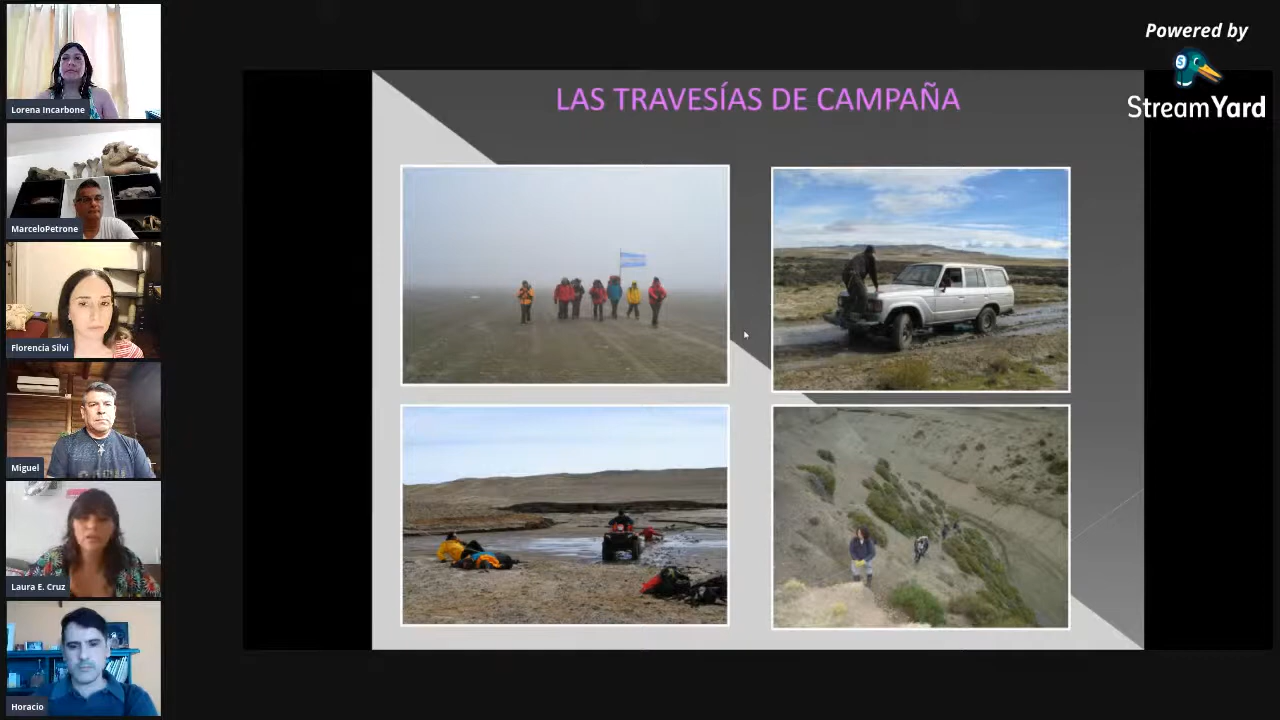 Lorena Incarbone
MarceloPetrone
Florencia Silvi
Miguel
Laura E. Cruz
Horacio
LAS TRAVESÍAS DE CAMPAÑA
Powered by
S
StreamYard